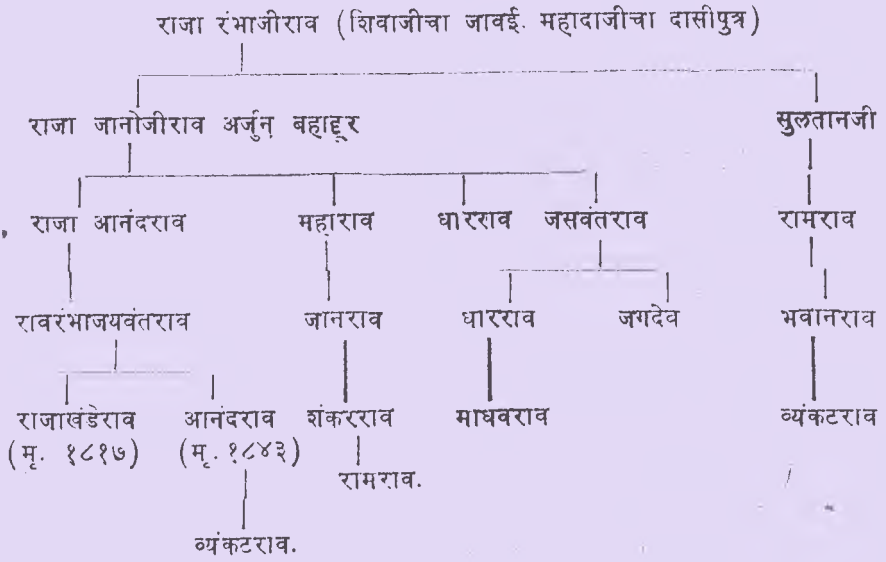 राजा रंभाजीराव (शिवाजीचा जावई. महादाजीचा दासीपुत्र)
राजा जानोजीराव अर्जुन बहाद्दर सुलतानजी
राजा आनंदराव महाराव धारराव जसवंतराव रामराव
रावरंभाजयवंतराव जानराव धारराव जगदेव भवानराव
राजाखंडेराव आनंदराव शंकरराव माधवराव व्यंकटराव
(मृ. १८१७) (मृ. १८४३)
रामराव.
व्यंकटराव.